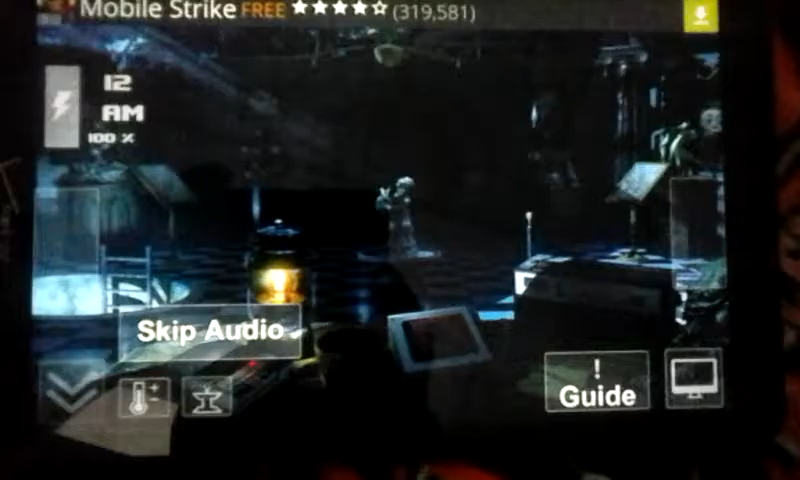 Mobile Strike FREE (319,581)
12
AM
100 %
Skip Audio
!
Guide